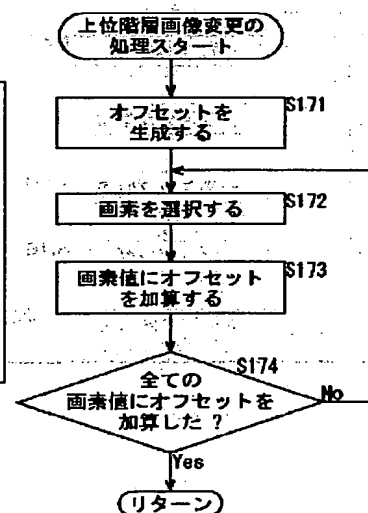 上位階層画像変更の
処理スタート
オフセットを
生成する
S171
画素を選択する
S172
画素値にオフセット
を加算する
S173
全ての
画素値にオフセットを
加算した ?
S174
No
Yes
リターン